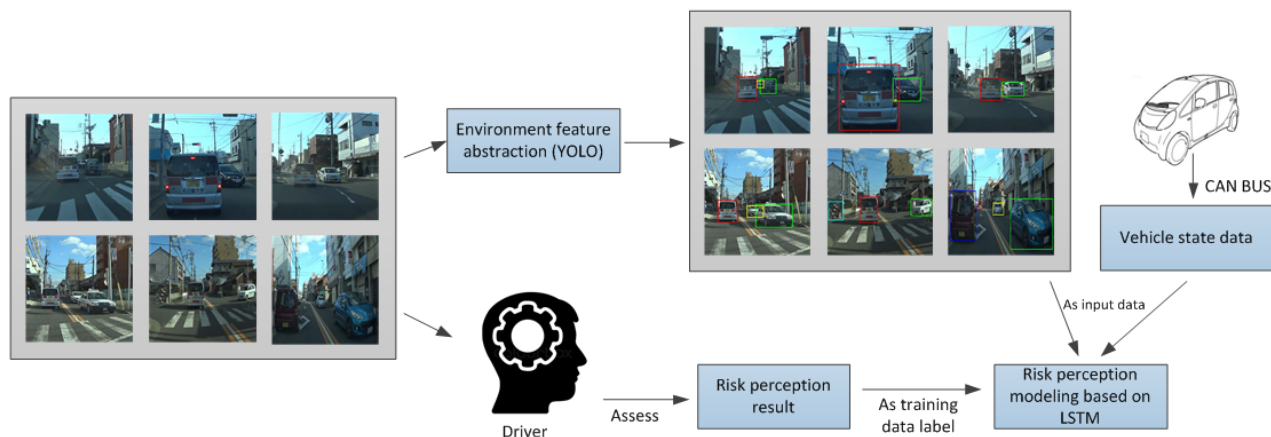 Environment feature
abstraction (YOLO)
CAN BUS
Vehicle state data
As input data
Driver
Assess
Risk perception
result
As training
data label
Risk perception
modeling based on
LSTM